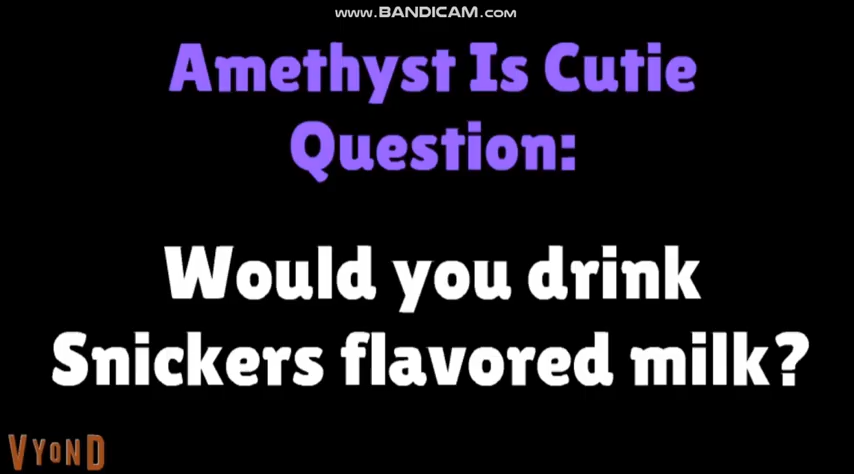 www.BANDICAM.com
Amethyst Is Cutie
Question:
Would you drink
Snickers flavored milk?
VYOND